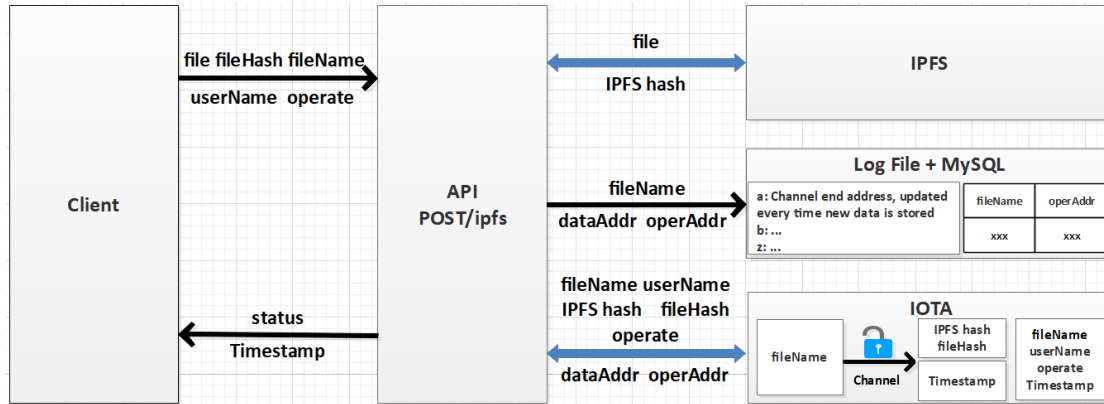 Client
file fileHash fileName
userName operate
status
Timestamp
API
POST/ipfs
file
IPFS hash
IPFS
fileName
dataAddr operAddr
Log File + MySQL
a: Channel end address, updated
every time new data is stored
b: ...
z: ...
fileName operAddr
xxx xxx
fileName userName
IPFS hash fileHash
operate
dataAddr operAddr
IOTA
fileName
Channel
IPFS hash
fileHash
Timestamp
fileName
userName
operate
Timestamp